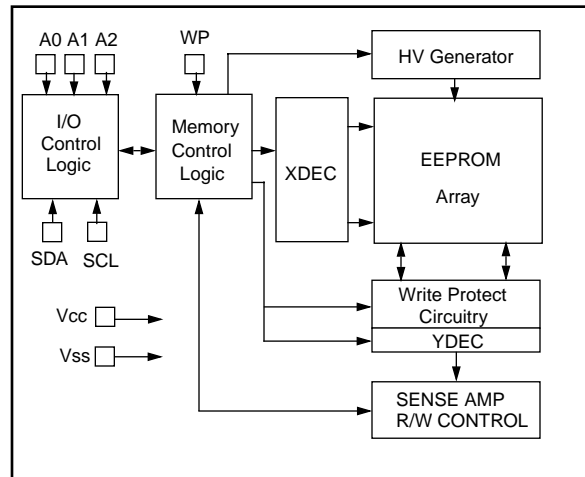 A0 A1 A2
WP
HV Generator
I/O
Control
Logic
Memory
Control
Logic
XDEC
EEPROM
Array
SDA
SCL
Write Protect
Circuitry
YDEC
Vcc
Vss
SENSE AMP
R/W CONTROL